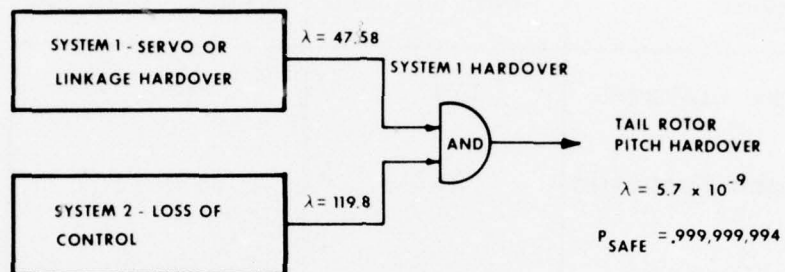 SYSTEM 1 - SERVO OR
LINKAGE HARDOVER
λ = 47.58
SYSTEM 1 HARDOVER
AND
TAIL ROTOR
PITCH HARDOVER
λ = 5.7 x 10⁻⁹
P SAFE = .999,999,994
SYSTEM 2 - LOSS OF
CONTROL
λ = 119.8